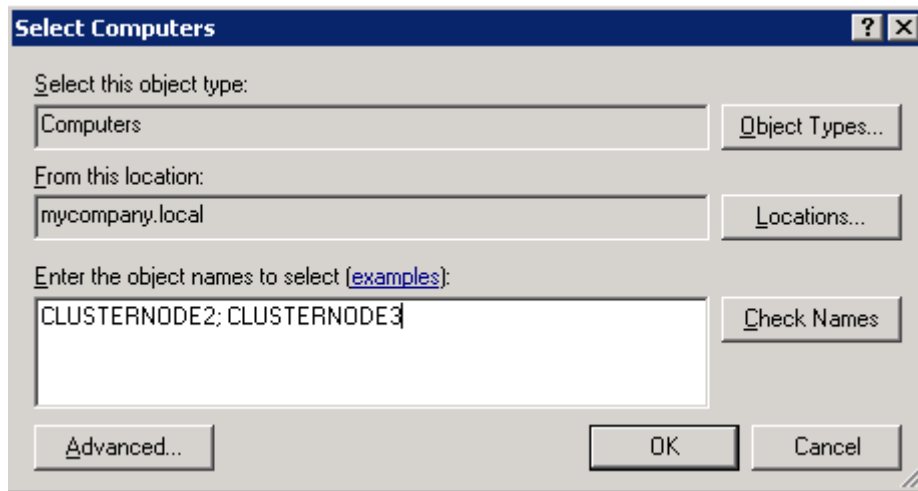 Select Computers
Select this object type:
Computers
Object Types...
From this location:
mycompany.local
Locations...
Enter the object names to select (examples):
CLUSTERNODE2; CLUSTERNODE3
Check Names
Advanced...
OK
Cancel